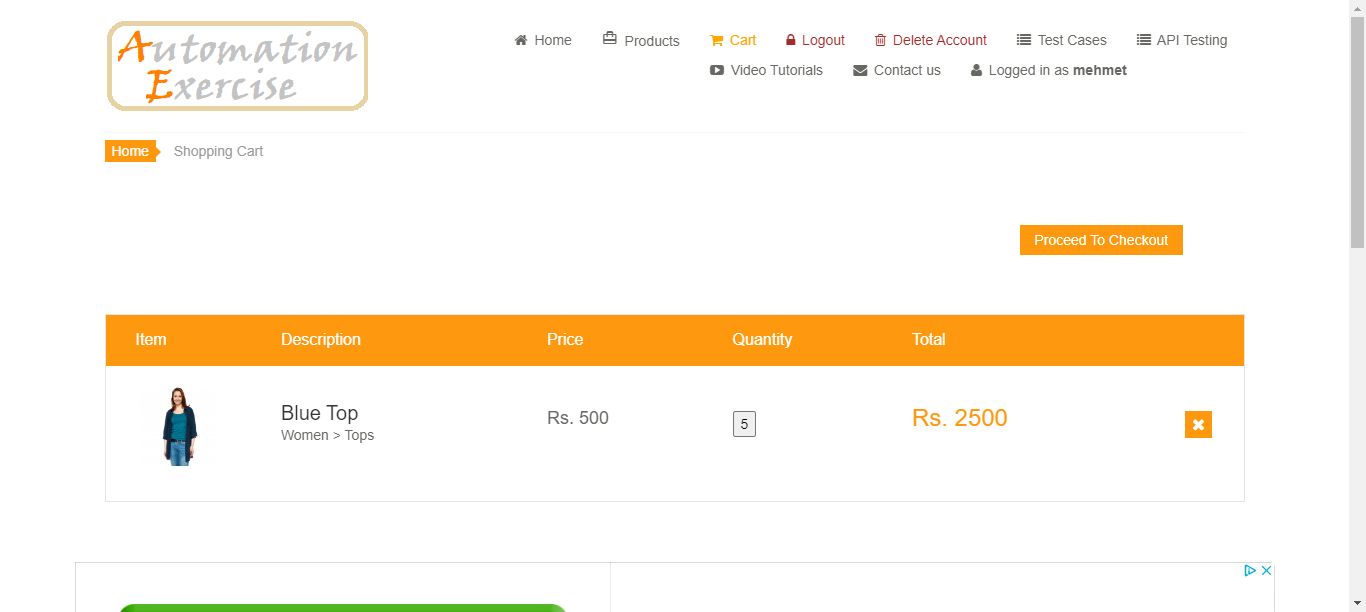 Automation
Exercise
Home Products Cart Logout Delete Account Test Cases API Testing
Video Tutorials Contact us Logged in as mehmet
Home Shopping Cart
Proceed To Checkout
Item Description Price Quantity Total
Blue Top
Women > Tops
Rs. 500
5
Rs. 2500